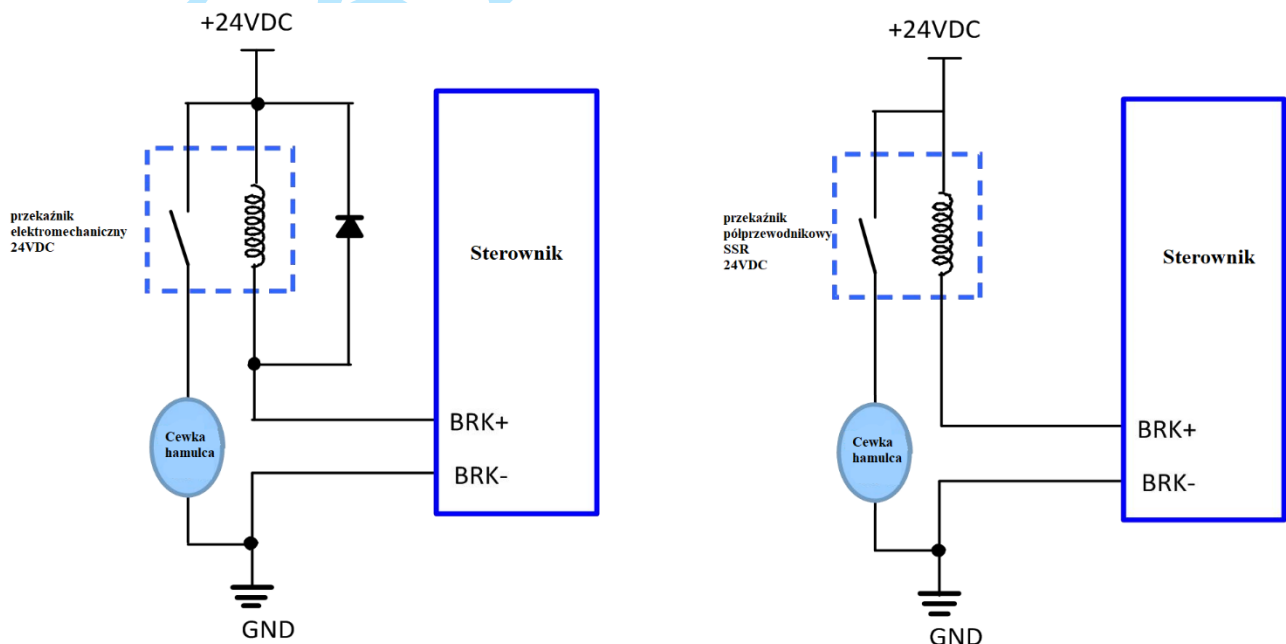 +24VDC
przekaźnik
elektromechaniczny
24VDC
Sterownik
Cewka
hamulca
BRK+
BRK-
GND
+24VDC
przekaźnik
półprzewodnikowy
SSR
24VDC
Sterownik
Cewka
hamulca
BRK+
BRK-
GND